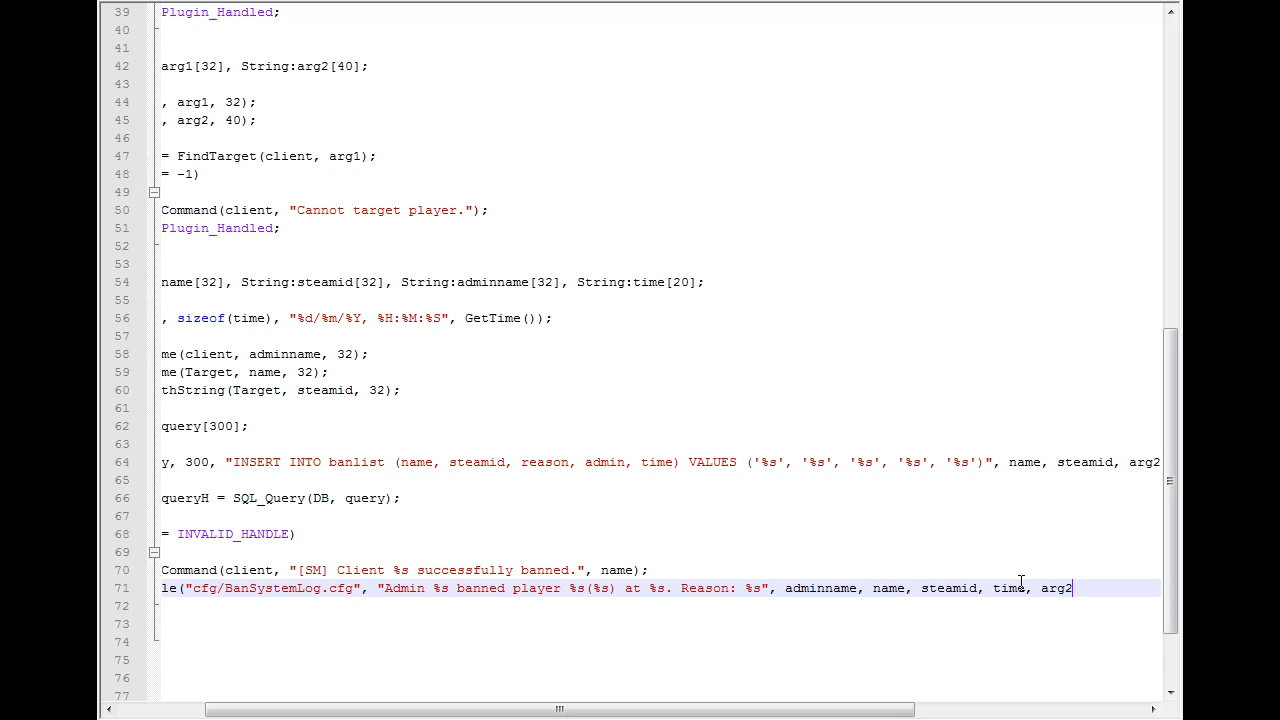 39 Plugin_Handled;
40
41
42 arg1[32], String:arg2[40];
43
44 , arg1, 32);
45 , arg2, 40);
46
47 = FindTarget(client, arg1);
48 = -1)
49
50 Command(client, "Cannot target player.");
51 Plugin_Handled;
52
53
54 name[32], String:steamid[32], String:adminname[32], String:time[20];
55
56 , sizeof(time), "%d/%m/%Y, %H:%M:%S", GetTime());
57
58 me(client, adminname, 32);
59 me(Target, name, 32);
60 thString(Target, steamid, 32);
61
62 query[300];
63
64 y, 300, "INSERT INTO banlist (name, steamid, reason, admin, time) VALUES ('%s', '%s', '%s', '%s', '%s')", name, steamid, arg2
65
66 queryH = SQL_Query(DB, query);
67
68 = INVALID_HANDLE)
69
70 Command(client, "[SM] Client %s successfully banned.", name);
71 le("cfg/BanSystemLog.cfg", "Admin %s banned player %s(%s) at %s. Reason: %s", adminname, name, steamid, time, arg2
72
73
74
75
76
77